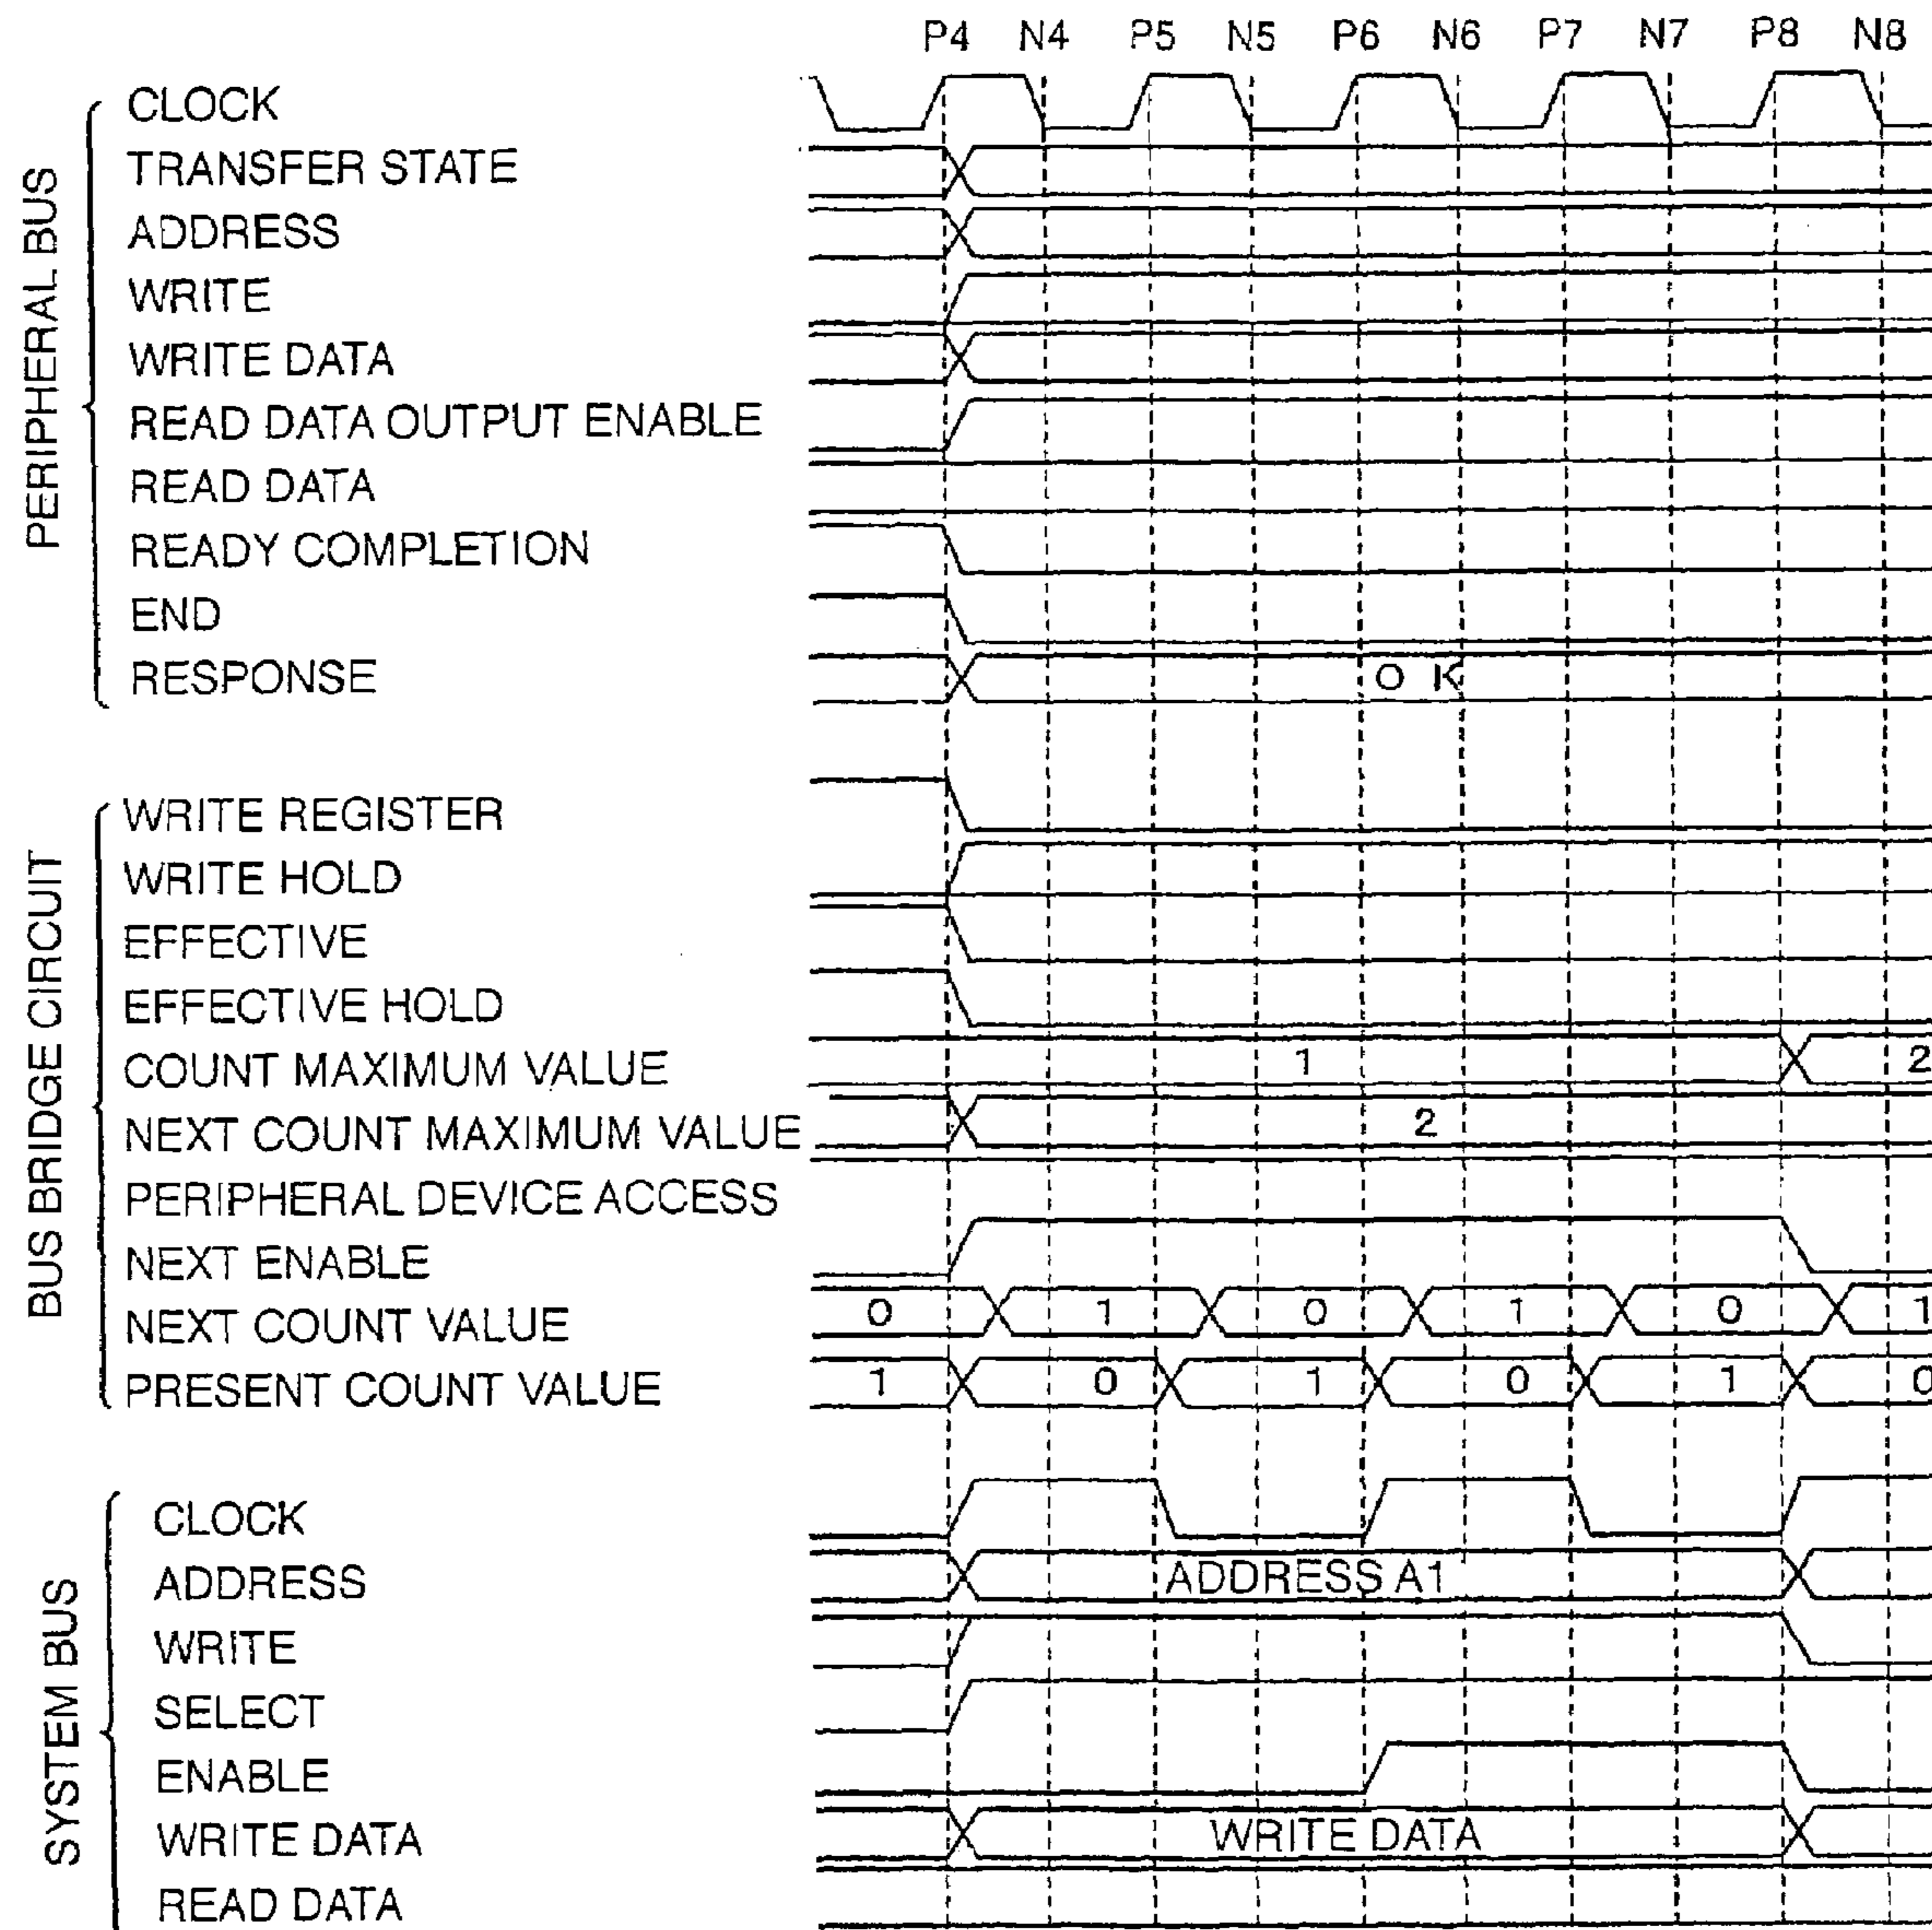 P4 N4 P5 N5 P6 N6 P7 N7 P8 N8
PERIPHERAL BUS
CLOCK
TRANSFER STATE
ADDRESS
WRITE
WRITE DATA
READ DATA OUTPUT ENABLE
READ DATA
READY COMPLETION
END
RESPONSE O K
BUS BRIDGE CIRCUIT
WRITE REGISTER
WRITE HOLD
EFFECTIVE
EFFECTIVE HOLD
COUNT MAXIMUM VALUE 1 2
NEXT COUNT MAXIMUM VALUE 2
PERIPHERAL DEVICE ACCESS
NEXT ENABLE
NEXT COUNT VALUE 0 1 0 1 0 1
PRESENT COUNT VALUE 1 0 1 0 1 0
SYSTEM BUS
CLOCK
ADDRESS ADDRESS A1
WRITE
SELECT
ENABLE
WRITE DATA WRITE DATA
READ DATA